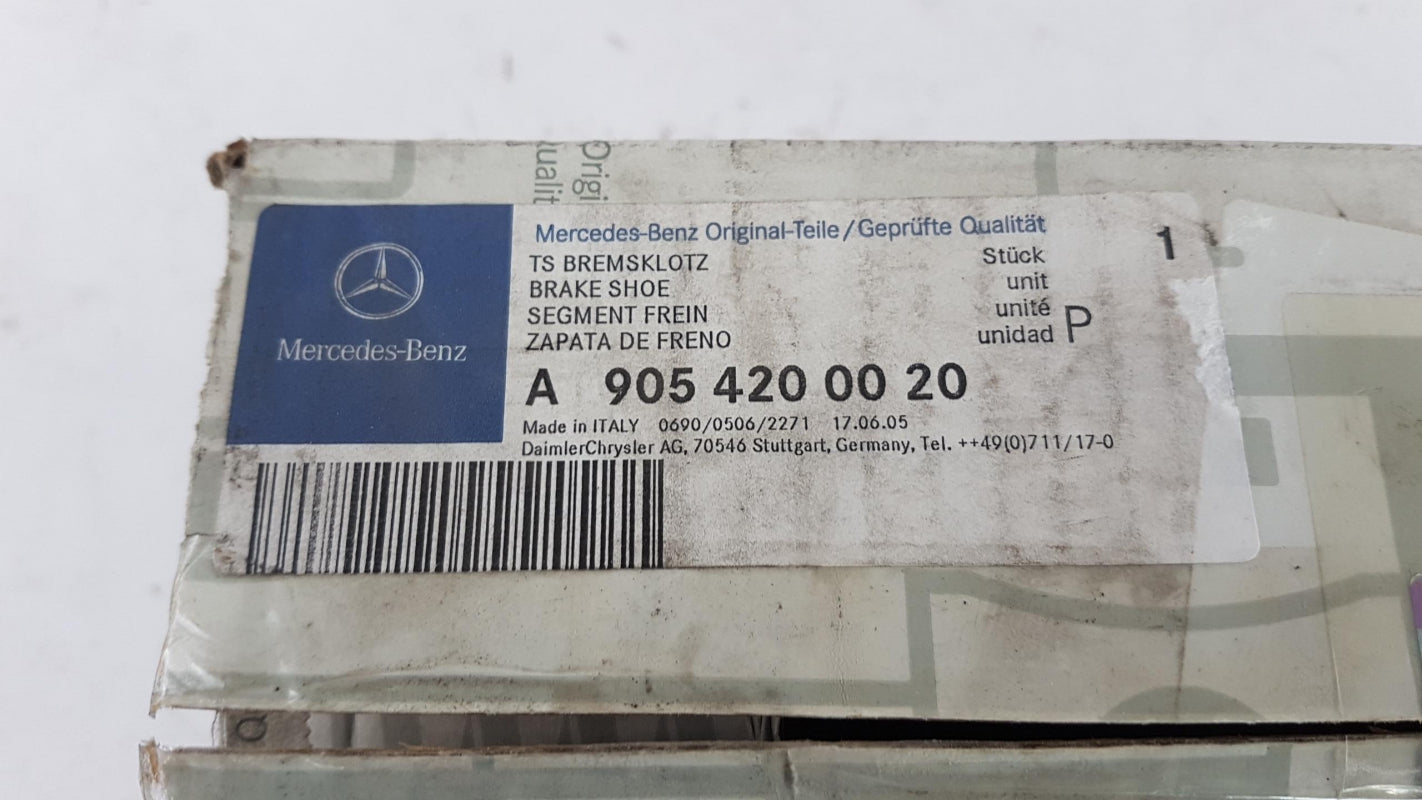 Origi
ualit
Mercedes-Benz
Mercedes-Benz Original-Teile/Geprüfte Qualität
TS BREMSKLOTZ Stück 1
BRAKE SHOE unit
SEGMENT FREIN unité P
ZAPATA DE FRENO unidad
A 905 420 00 20
Made in ITALY 0690/0506/2271 17.06.05
DaimlerChrysler AG, 70546 Stuttgart, Germany, Tel. ++49(0)711/17-0